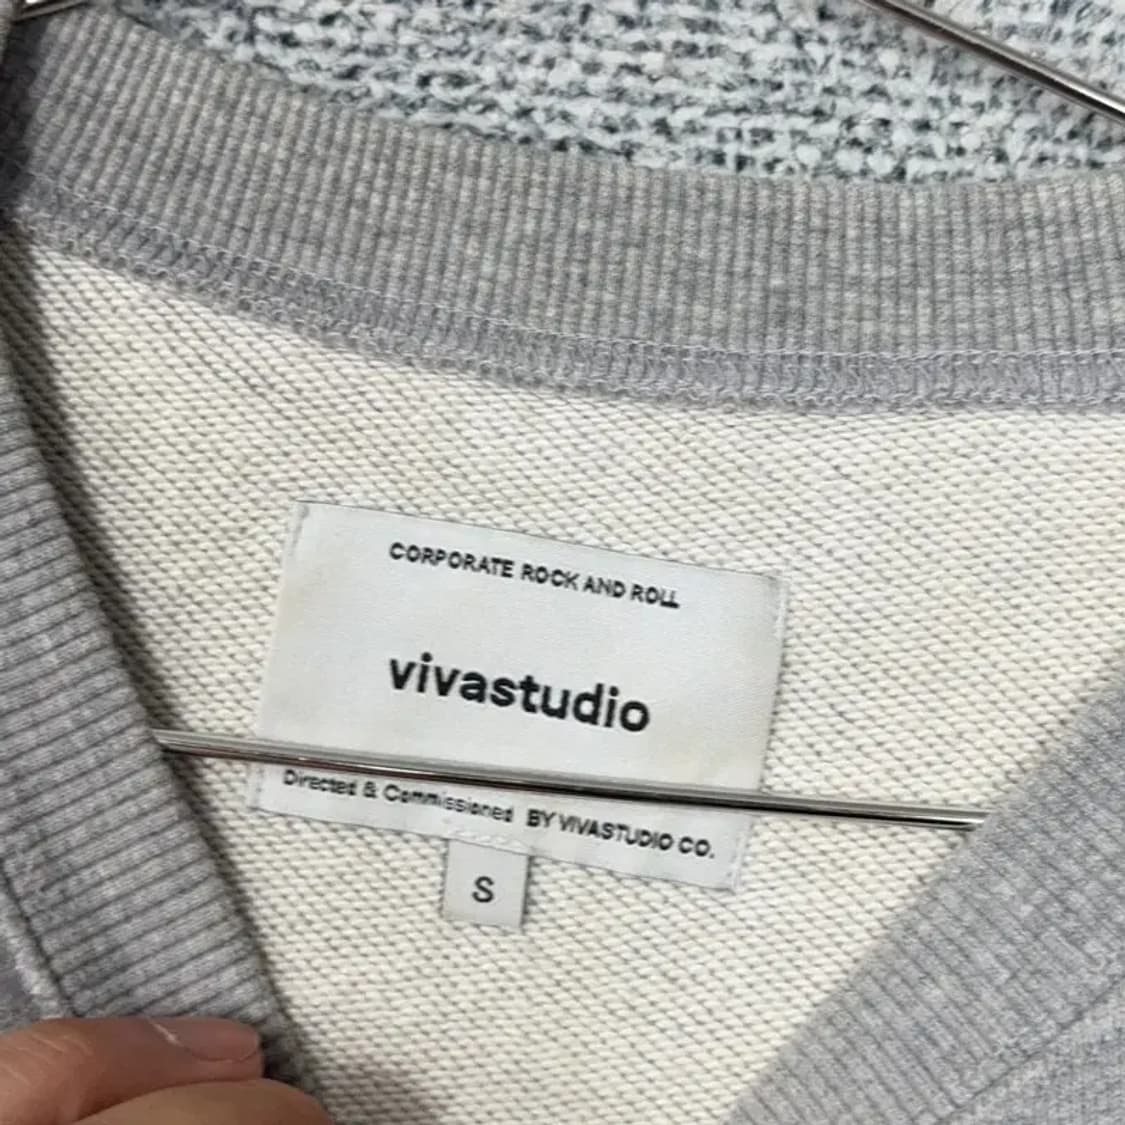 CORPORATE ROCK AND ROLL
vivastudio
Directed & Commissioned BY VIVASTUDIO CO.
S